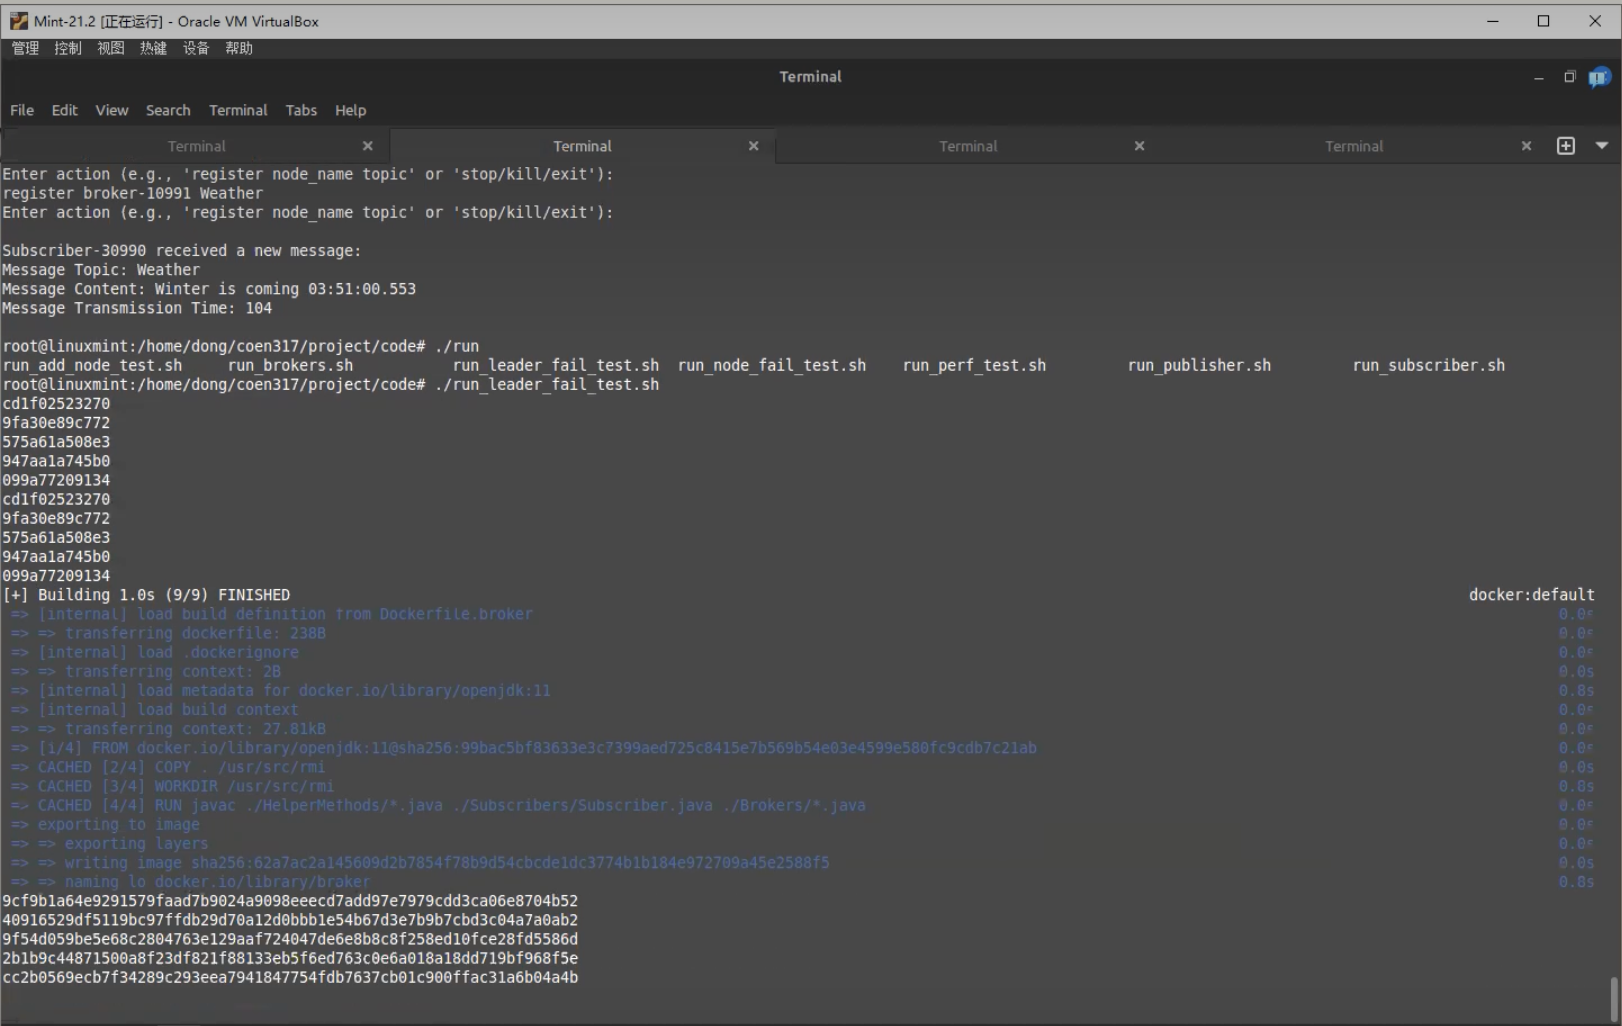 Mint-21.2 [正在运行] - Oracle VM VirtualBox
管理 控制 视图 热键 设备 帮助
Terminal
File Edit View Search Terminal Tabs Help
Terminal Terminal Terminal Terminal
Enter action (e.g., 'register node_name topic' or 'stop/kill/exit'):
register broker-10991 Weather
Enter action (e.g., 'register node_name topic' or 'stop/kill/exit'):
Subscriber-30990 received a new message:
Message Topic: Weather
Message Content: Winter is coming 03:51:00.553
Message Transmission Time: 104
root@linuxmint:/home/dong/coen317/project/code# ./run
run_add_node_test.sh run_brokers.sh run_leader_fail_test.sh run_node_fail_test.sh run_perf_test.sh run_publisher.sh run_subscriber.sh
root@linuxmint:/home/dong/coen317/project/code# ./run_leader_fail_test.sh
cd1f02523270
9fa30e89c772
575a61a508e3
947aa1a745b0
099a77209134
cd1f02523270
9fa30e89c772
575a61a508e3
947aa1a745b0
099a77209134
[+] Building 1.0s (9/9) FINISHED docker:default
=> [internal] load build definition from Dockerfile.broker 0.0s
=> => transferring dockerfile: 238B 0.0s
=> [internal] load .dockerignore 0.0s
=> => transferring context: 2B 0.0s
=> [internal] load metadata for docker.io/library/openjdk:11 0.8s
=> [internal] load build context 0.0s
=> => transferring context: 27.81kB 0.0s
=> [i/4] FROM docker.io/library/openjdk:11@sha256:99bac5bf83633e3c7399aed725c8415e7b569b54e03e4599e580fc9cdb7c21ab 0.0s
=> CACHED [2/4] COPY . /usr/src/rmi 0.0s
=> CACHED [3/4] WORKDIR /usr/src/rmi 0.8s
=> CACHED [4/4] RUN javac ./HelperMethods/*.java ./Subscribers/Subscriber.java ./Brokers/*.java 0.0s
=> exporting to image 0.0s
=> => exporting layers 0.0s
=> => writing image sha256:62a7ac2a145609d2b7854f78b9d54cbcde1dc3774b1b184e972709a45e2588f5 0.0s
=> => naming lo docker.io/library/broker 0.8s
9cf9b1a64e9291579faad7b9024a9098eeecd7add97e7979cdd3ca06e8704b52
40916529df5119bc97ffdb29d70a12d0bbb1e54b67d3e7b9b7cbd3c04a7a0ab2
9f54d059be5e68c2804763e129aaf724047de6e8b8c8f258ed10fce28fd5586d
2b1b9c44871500a8f23df821f88133eb5f6ed763c0e6a018a18dd719bf968f5e
cc2b0569ecb7f34289c293eea7941847754fdb7637cb01c900ffac31a6b04a4b